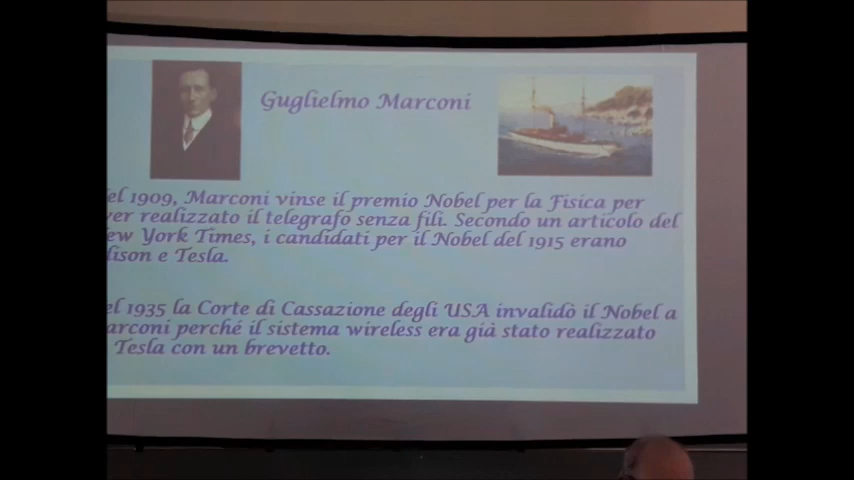 Guglielmo Marconi
el 1909, Marconi vinse il premio Nobel per la Fisica per
er realizzato il telegrafo senza fili. Secondo un articolo del
ew York Times, i candidati per il Nobel del 1915 erano
ison e Tesla.
el 1935 la Corte di Cassazione degli USA invalidò il Nobel a
arconi perché il sistema wireless era già stato realizzato
Tesla con un brevetto.